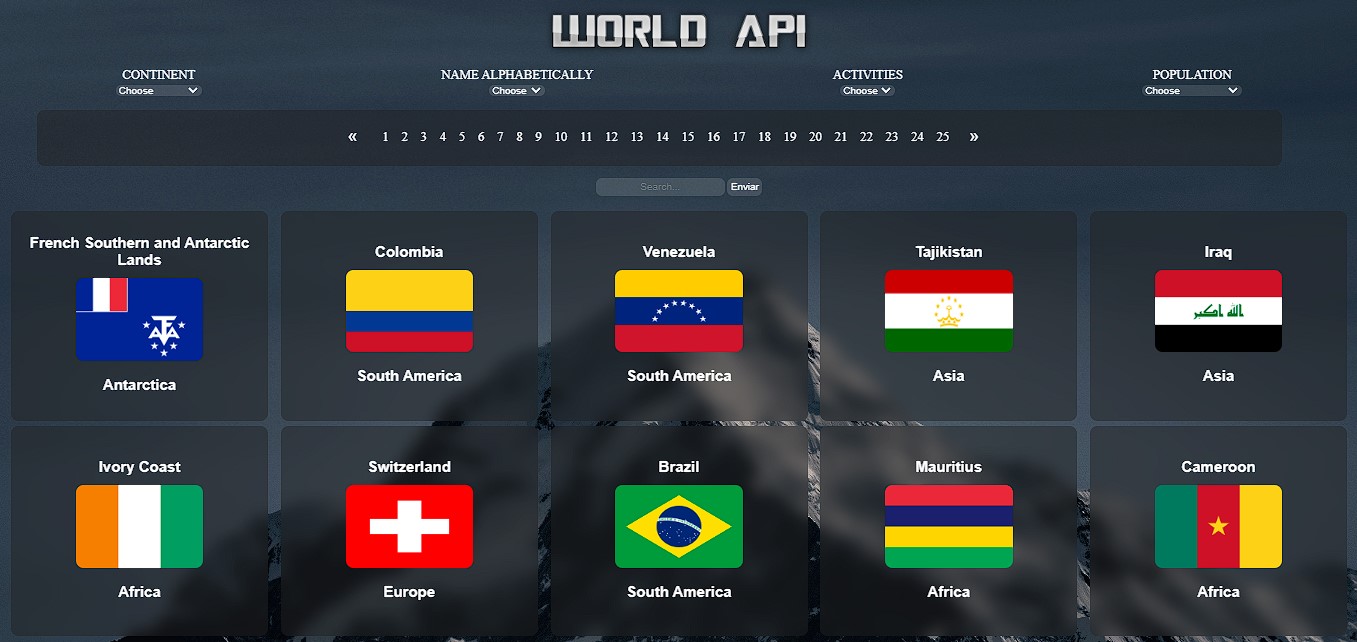 WORLD API
CONTINENT
Choose
NAME ALPHABETICALLY
Choose
ACTIVITIES
Choose
POPULATION
Choose
« 1 2 3 4 5 6 7 8 9 10 11 12 13 14 15 16 17 18 19 20 21 22 23 24 25 »
Search... Enviar
French Southern and Antarctic
Lands
TAAF
Antarctica
Colombia
South America
Venezuela
South America
Tajikistan
Asia
Iraq
الله اكبر
Asia
Ivory Coast
Africa
Switzerland
Europe
Brazil
South America
Mauritius
Africa
Cameroon
Africa